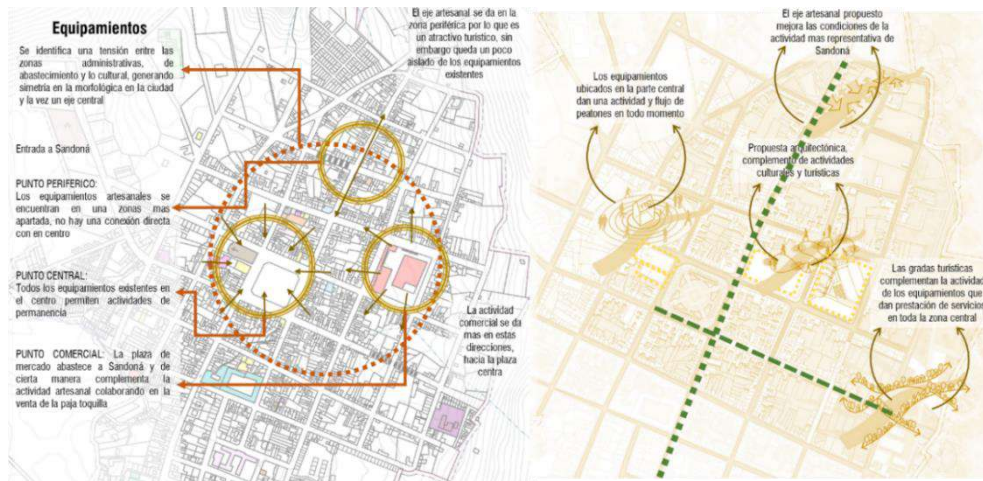 Equipamientos
Se identifica una tensión entre las
zonas administrativas, de
abastecimiento y lo cultural, generando
simetría en la morfológica en la ciudad
y la vez un eje central
Entrada a Sandoná
PUNTO PERIFERICO:
Los equipamientos artesanales se
encuentran en una zonas mas
apartada, no hay una conexión directa
con en centro
PUNTO CENTRAL:
Todos los equipamientos existentes en
el centro permiten actividades de
permanencia
PUNTO COMERCIAL: La plaza de
mercado abastece a Sandoná y de
cierta manera complementa la
actividad artesanal colaborando en la
venta de la paja toquilla
El eje artesanal se da en la
zona periférica por lo que es
un atractivo turístico, sin
embargo queda un poco
aislado de los equipamientos
existentes
La actividad
comercial se da
mas en estas
direcciones,
hacia la plaza
centra
El eje artesanal propuesto
mejora las condiciones de la
actividad mas representativa de
Sandoná
Los equipamientos
ubicados en la parte central
dan una actividad y flujo de
peatones en todo momento
Propuesta arquitectónica,
complemento de actividades
culturales y turísticas
Las gradas turísticas
complementan la actividad
de los equipamientos que
dan prestación de servicios
en toda la zona central